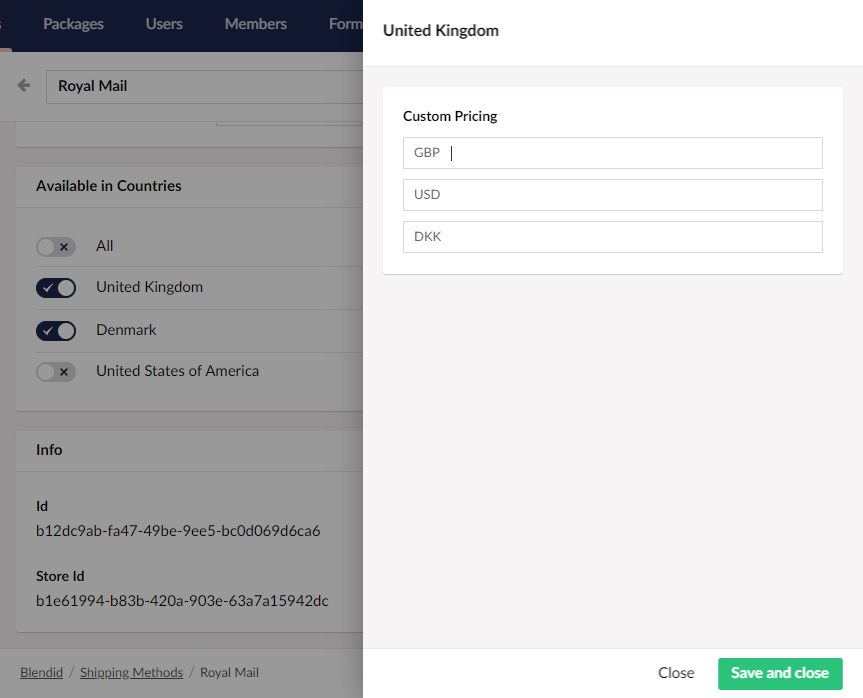 Packages Users Members Form
Royal Mail
Available in Countries
All
United Kingdom
Denmark
United States of America
Info
Id
b12dc9ab-fa47-49be-9ee5-bc0d069d6ca6
Store Id
b1e61994-b83b-420a-903e-63a7a15942dc
Blendid / Shipping Methods / Royal Mail
United Kingdom
Custom Pricing
GBP
USD
DKK
Close Save and close